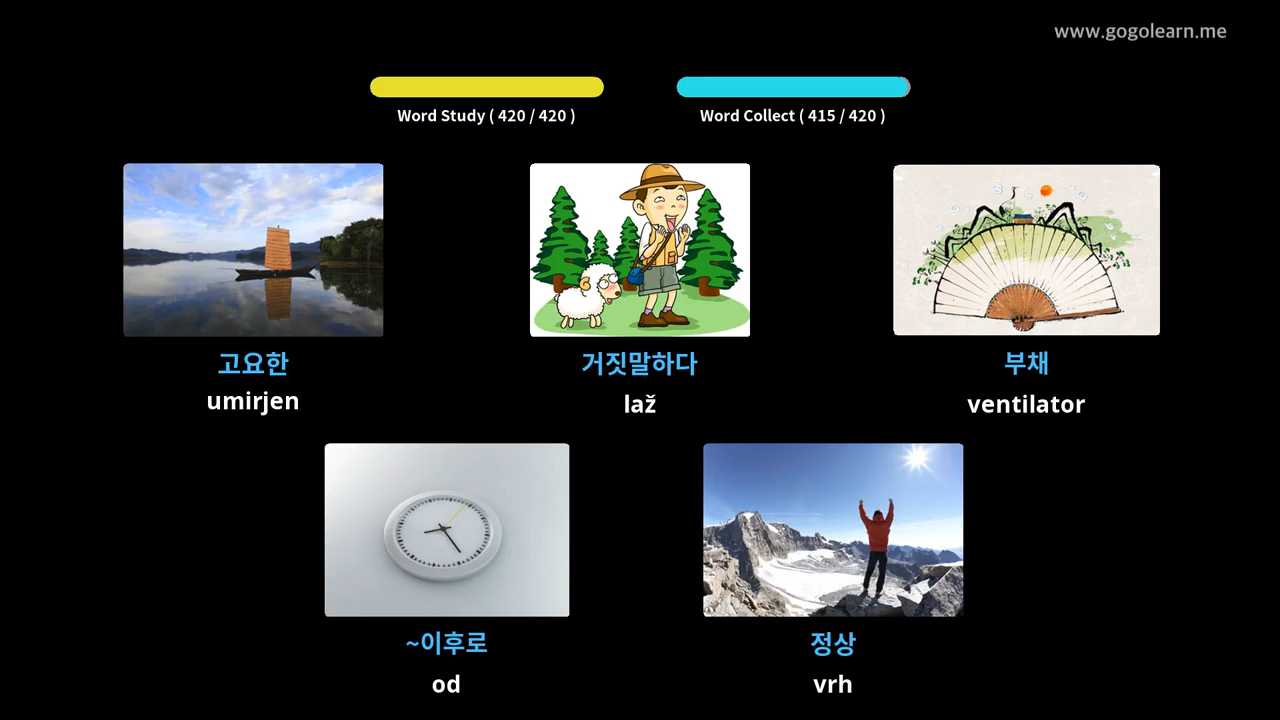 www.gogolearn.me
Word Study ( 420 / 420 )
Word Collect ( 415 / 420 )
고요한
umirjen
거짓말하다
laž
부채
ventilator
~이후로
od
정상
vrh